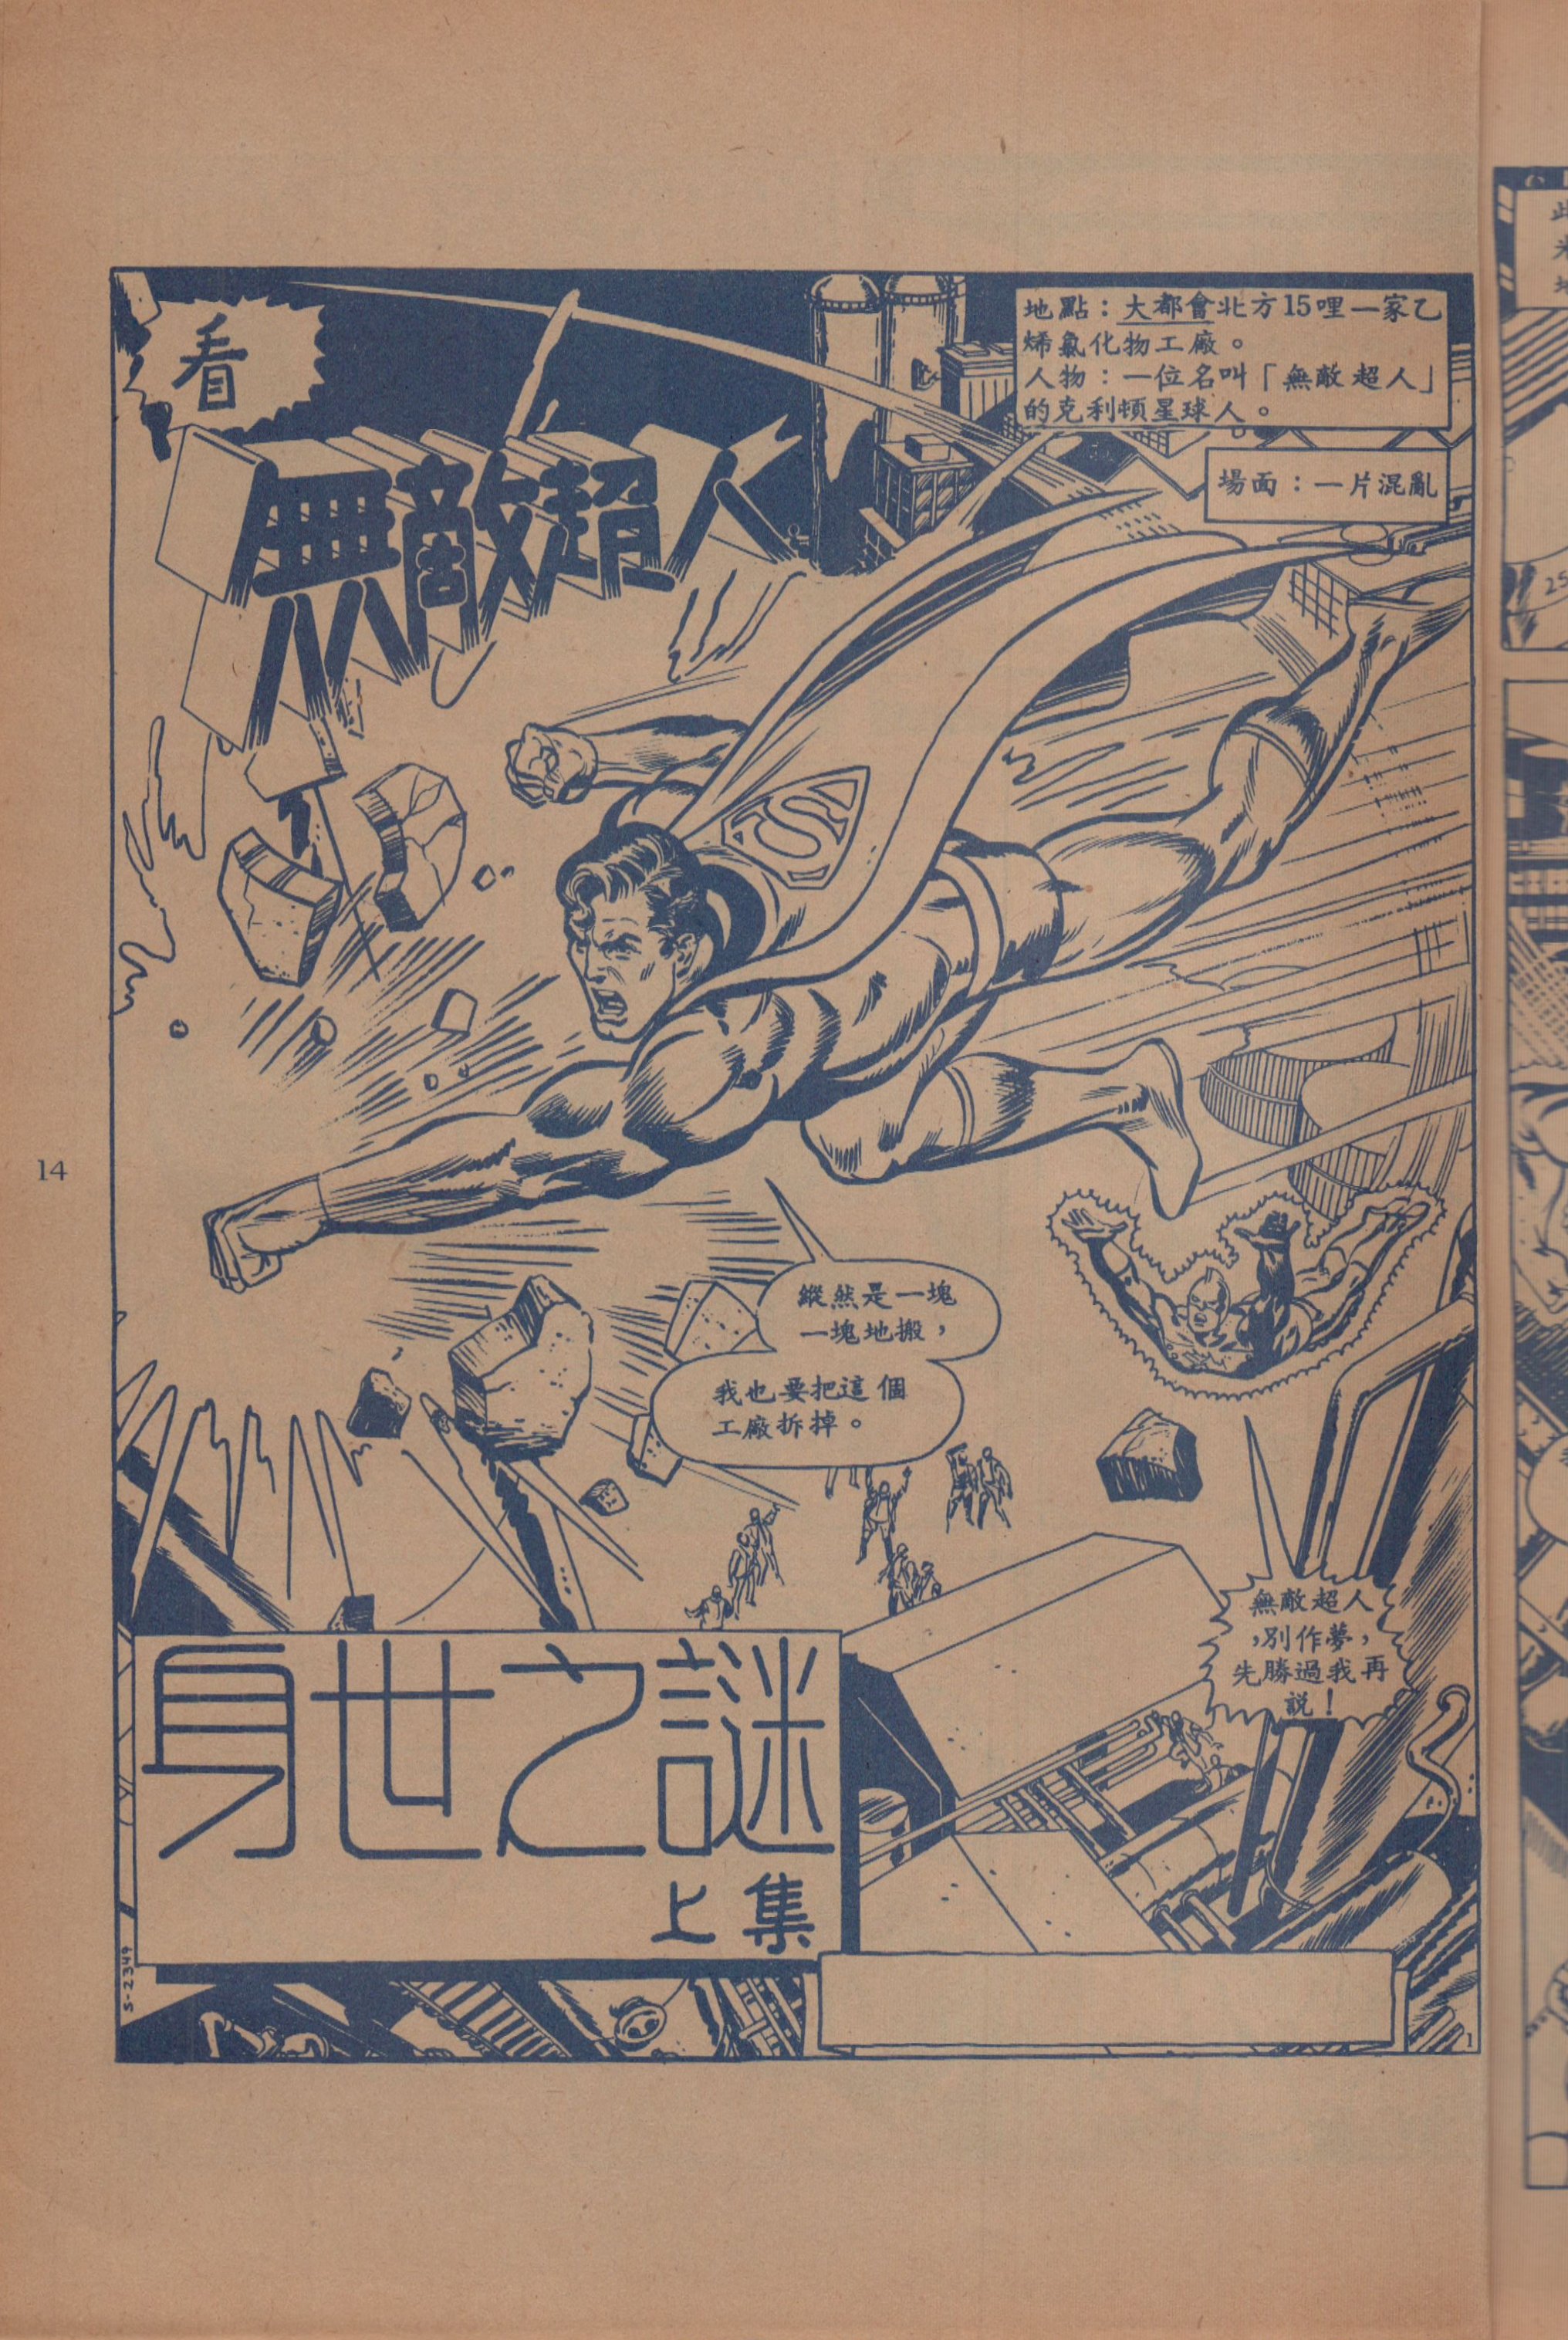 看
無敵超人
地點：大都會北方15哩一家乙
烯氯化物工廠。
人物：一位名叫「無敵超人」
的克利頓星球人。
場面：一片混亂
S
14
縱然是一塊
一塊地搬，
我也要把這個
工廠拆掉。
無敵超人
，別作夢，
先勝過我再
説！
身世之謎
上集
S-2349
1
25